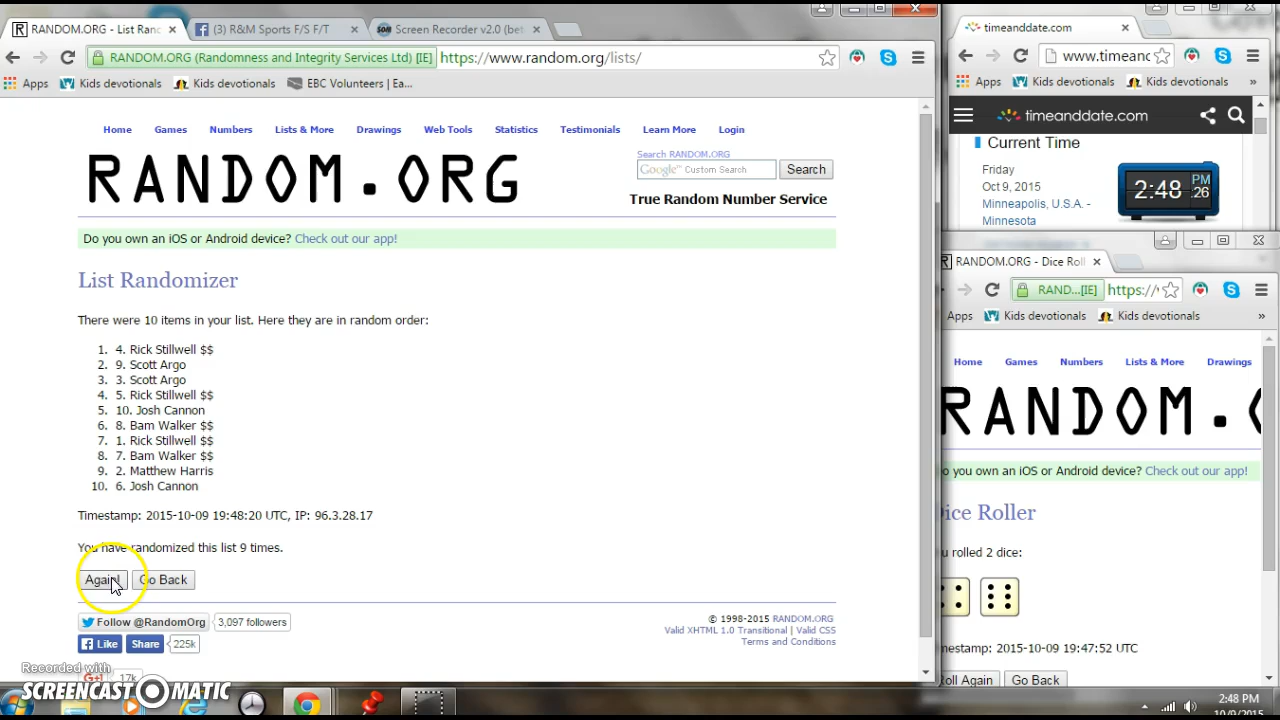 RANDOM.ORG - List Ran
(3) R&M Sports F/S F/T
Screen Recorder v2.0 (bet
RANDOM.ORG (Randomness and Integrity Services Ltd) [IE] https://www.random.org/lists/
Apps Kids devotionals Kids devotionals EBC Volunteers | Ea...
Home Games Numbers Lists & More Drawings Web Tools Statistics Testimonials Learn More Login
RANDOM.ORG
Search RANDOM.ORG
Google™ Custom Search Search
True Random Number Service
Do you own an iOS or Android device? Check out our app!
List Randomizer
There were 10 items in your list. Here they are in random order:
1. 4. Rick Stillwell $$
2. 9. Scott Argo
3. 3. Scott Argo
4. 5. Rick Stillwell $$
5. 10. Josh Cannon
6. 8. Bam Walker $$
7. 1. Rick Stillwell $$
8. 7. Bam Walker $$
9. 2. Matthew Harris
10. 6. Josh Cannon
Timestamp: 2015-10-09 19:48:20 UTC, IP: 96.3.28.17
You have randomized this list 9 times.
Again! Go Back
Follow @RandomOrg 3,097 followers
Like Share 225k
17k
© 1998-2015 RANDOM.ORG
Valid XHTML 1.0 Transitional | Valid CSS
Terms and Conditions
Recorded with
SCREENCAST MATIC
timeanddate.com
www.timeanc
Apps Kids devotionals Kids devotionals »
timeanddate.com
Current Time
Friday
Oct 9, 2015
Minneapolis, U.S.A. -
Minnesota
2:48 PM :26
RANDOM.ORG - Dice Roll
RAND...[IE] https://
Apps Kids devotionals Kids devotionals »
Home Games Numbers Lists & More Drawings
RANDOM.
o you own an iOS or Android device? Check out our app!
Dice Roller
u rolled 2 dice:
mestamp: 2015-10-09 19:47:52 UTC
oll Again Go Back
2:48 PM
10/9/2015